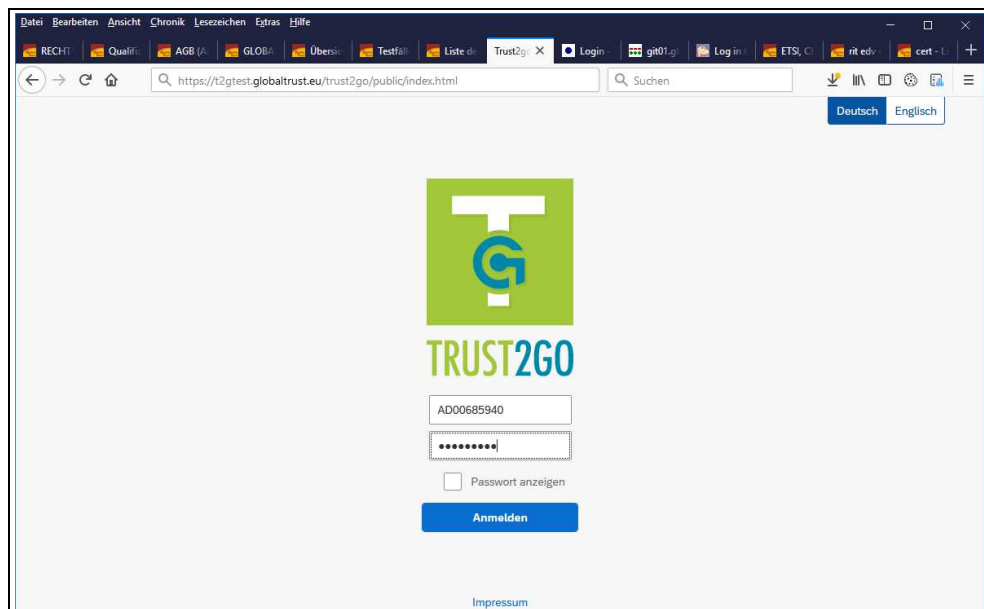 Datei Bearbeiten Ansicht Chronik Lesezeichen Extras Hilfe
RECHT Qualifi AGB (A GLOBA Übersic Testfäll Liste de Trust2g Login - git01.g Log in ETSI, C rit edv cert - L
https://t2gtest.globaltrust.eu/trust2go/public/index.html Suchen
Deutsch Englisch
TRUST2GO
AD00685940
Passwort anzeigen
Anmelden
Impressum